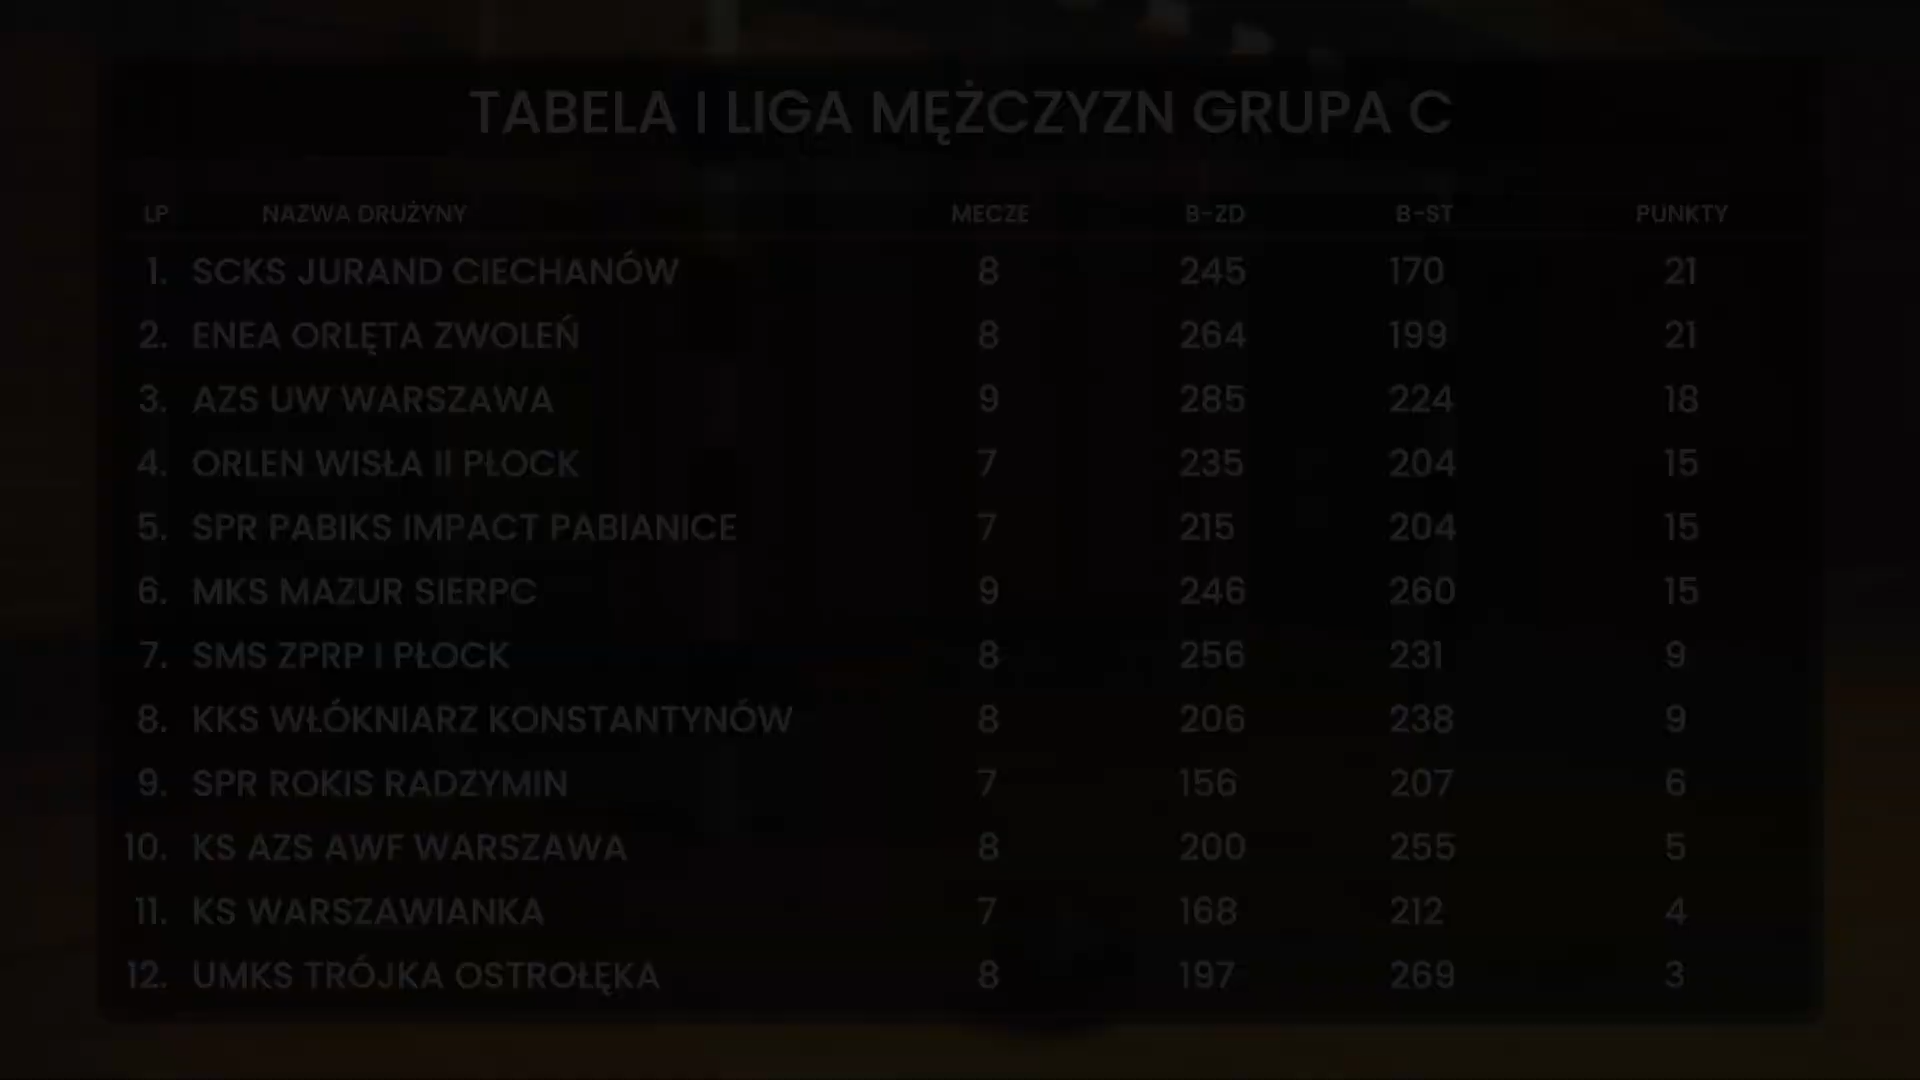 TABELA I LIGA MĘŻCZYZN GRUPA C
LP NAZWA DRUŻYNY MECZE B-ZD B-ST PUNKTY
1. SCKS JURAND CIECHANÓW 8 245 170 21
2. ENEA ORLĘTA ZWOLEŃ 8 264 199 21
3. AZS UW WARSZAWA 9 285 224 18
4. ORLEN WISŁA II PŁOCK 7 235 204 15
5. SPR PABIKS IMPACT PABIANICE 7 215 204 15
6. MKS MAZUR SIERPC 9 246 260 15
7. SMS ZPRP I PŁOCK 8 256 231 9
8. KKS WŁÓKNIARZ KONSTANTYNÓW 8 206 238 9
9. SPR ROKIS RADZYMIN 7 156 207 6
10. KS AZS AWF WARSZAWA 8 200 255 5
11. KS WARSZAWIANKA 7 168 212 4
12. UMKS TRÓJKA OSTROŁĘKA 8 197 269 3